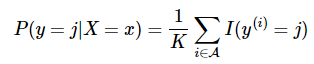 P(y = j|X = x) = \frac{1}{K} \sum_{i \in \mathcal{A}} I(y^{(i)} = j)